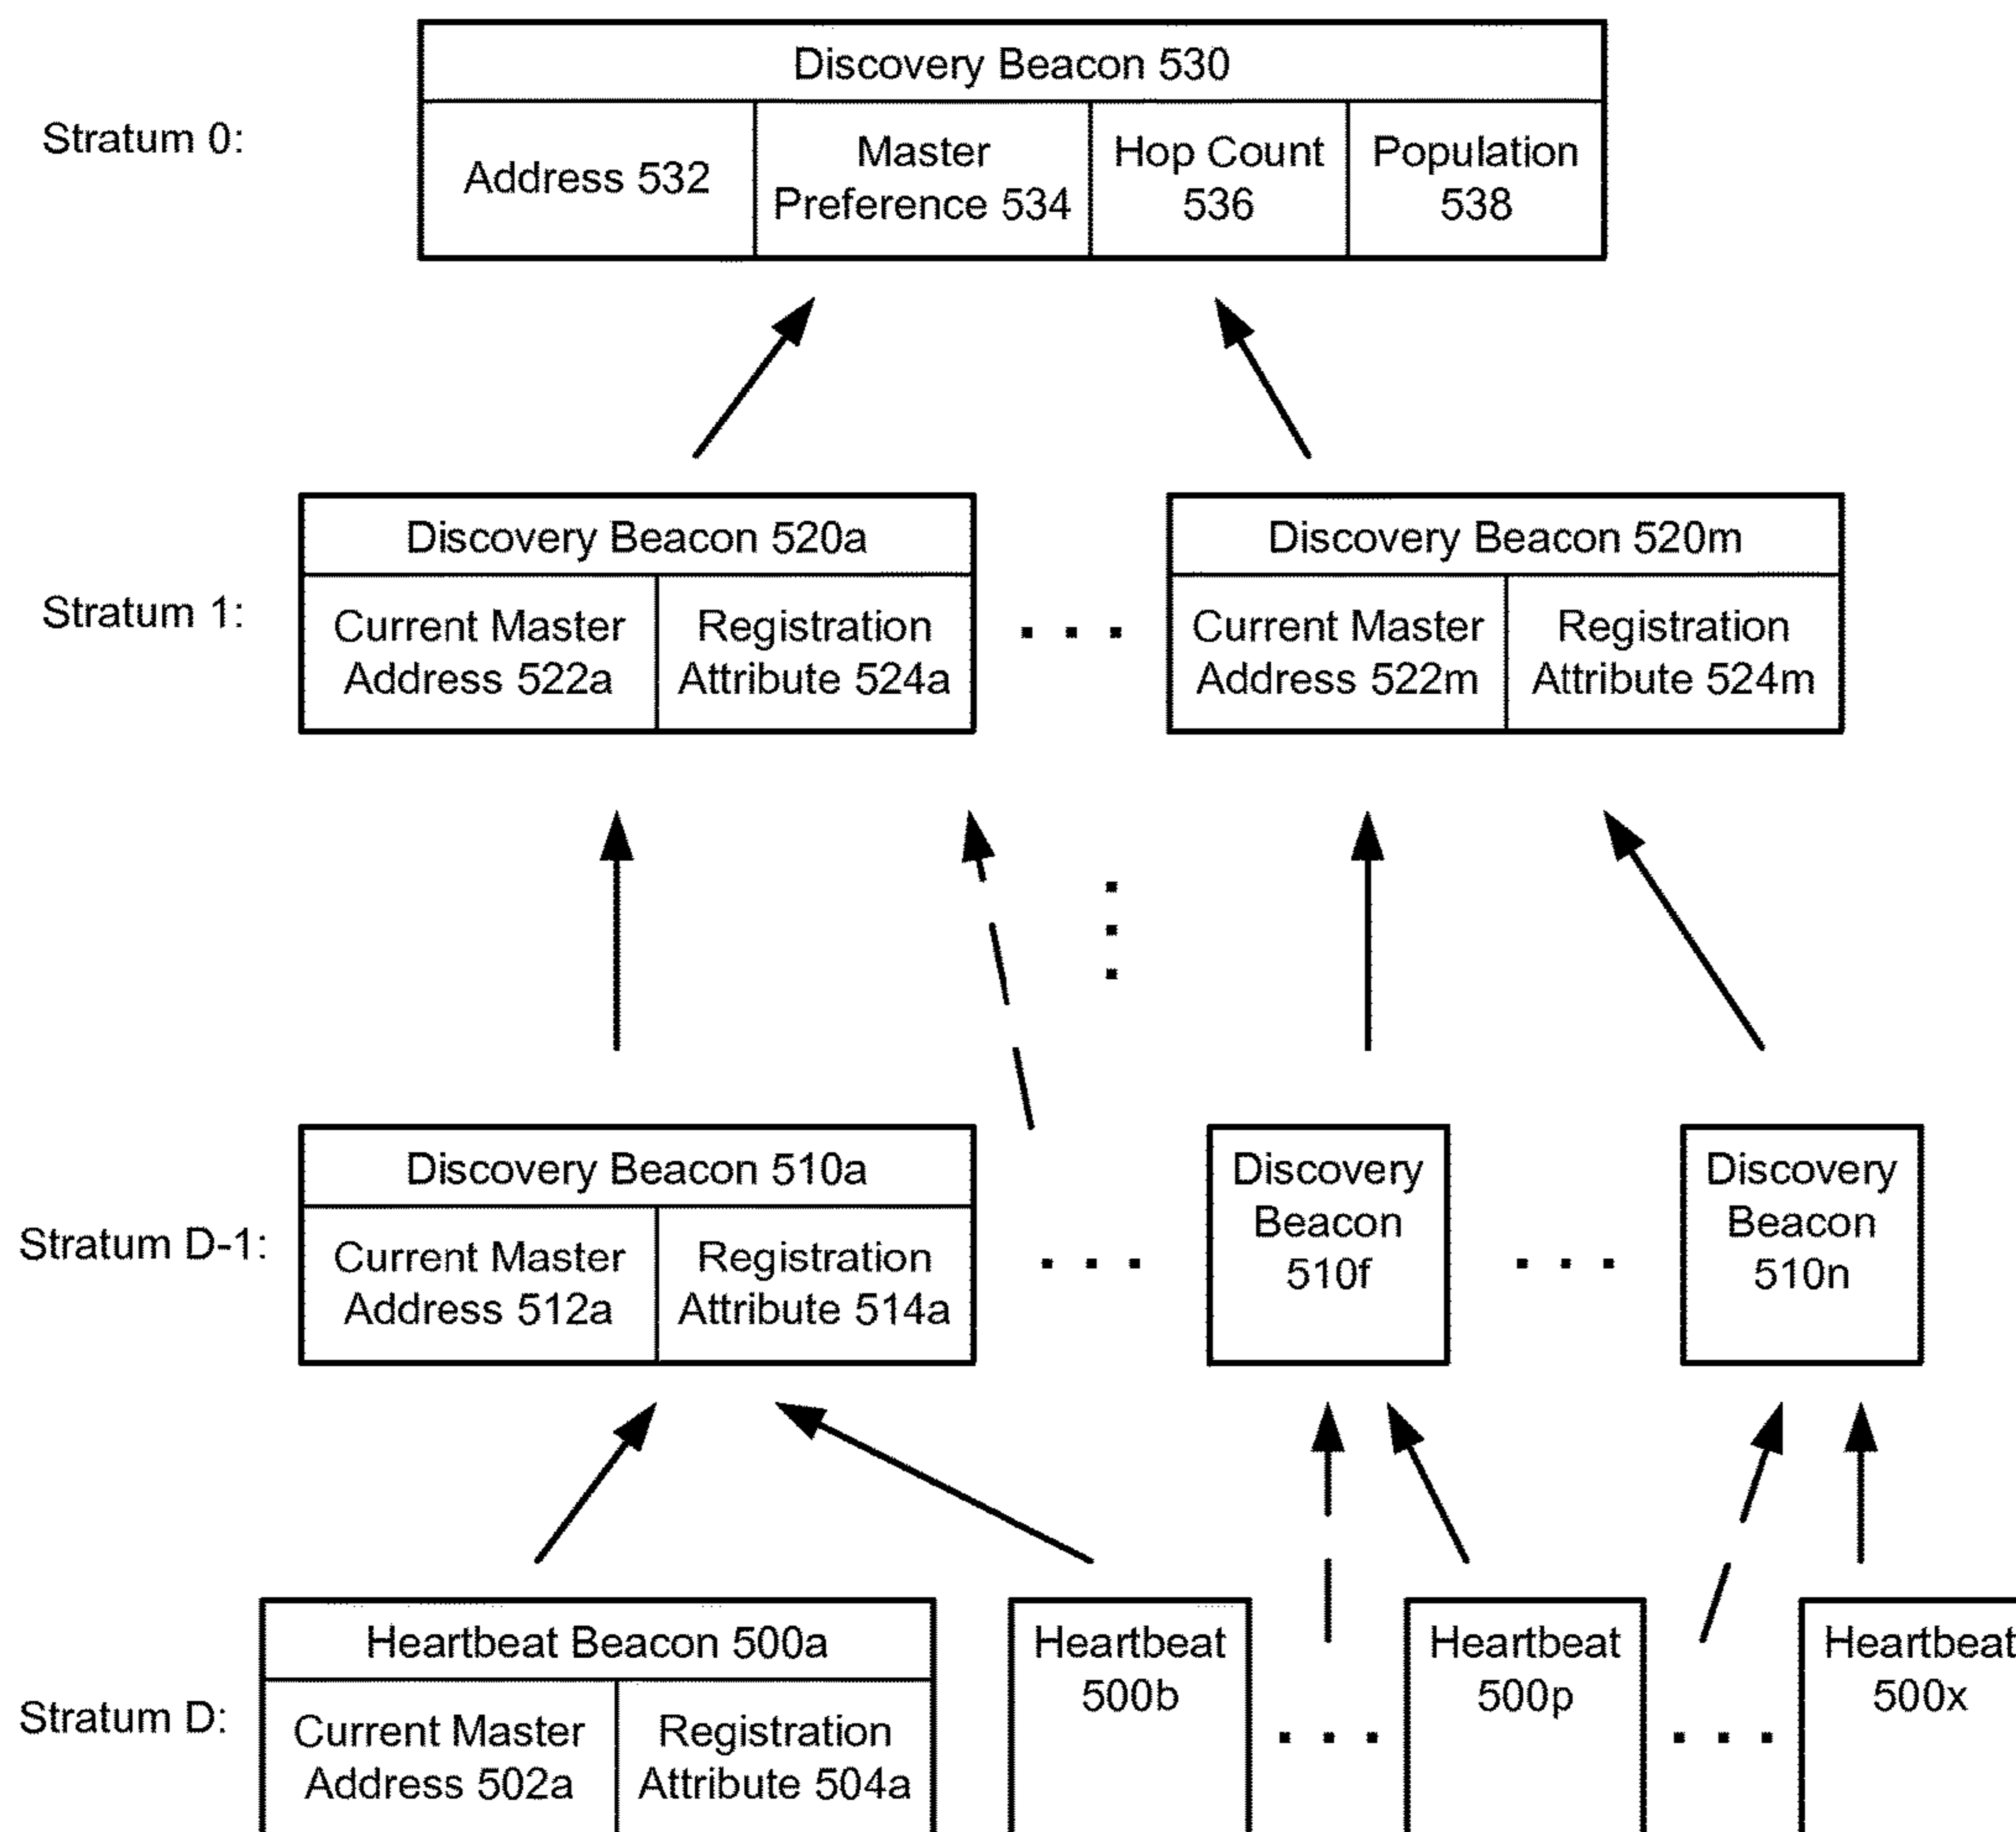 Discovery Beacon 530
Stratum 0:
Address 532
Master
Preference 534
Hop Count
536
Population
538
Discovery Beacon 520a
Discovery Beacon 520m
Stratum 1:
Current Master
Address 522a
Registration
Attribute 524a
. . .
Current Master
Address 522m
Registration
Attribute 524m
Discovery Beacon 510a
Discovery
Beacon
510f
Discovery
Beacon
510n
Stratum D-1:
Current Master
Address 512a
Registration
Attribute 514a
. . .
. . .
Heartbeat Beacon 500a
Heartbeat
500b
Heartbeat
500p
Heartbeat
500x
Stratum D:
Current Master
Address 502a
Registration
Attribute 504a
. . .
. . .